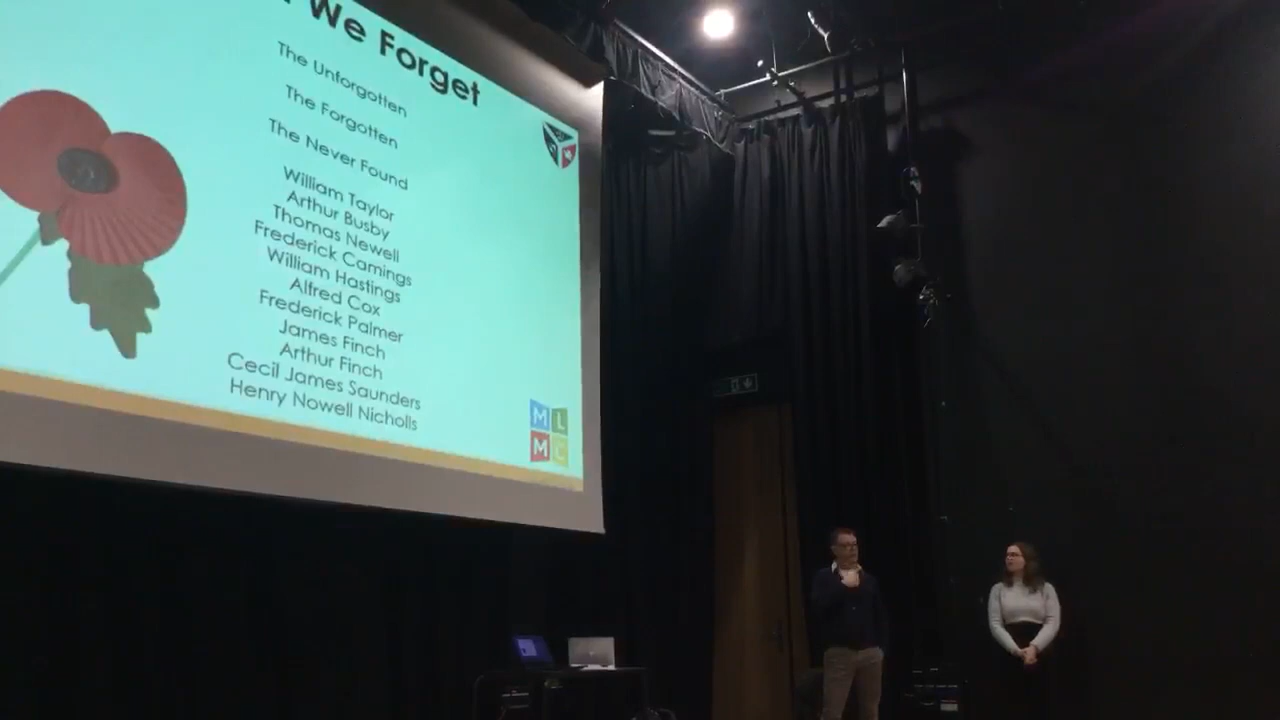 We Forget
The Unforgotten
The Forgotten
The Never Found
William Taylor
Arthur Busby
Thomas Newell
Frederick Camings
William Hastings
Alfred Cox
Frederick Palmer
James Finch
Arthur Finch
Cecil James Saunders
Henry Nowell Nicholls
M L
M C